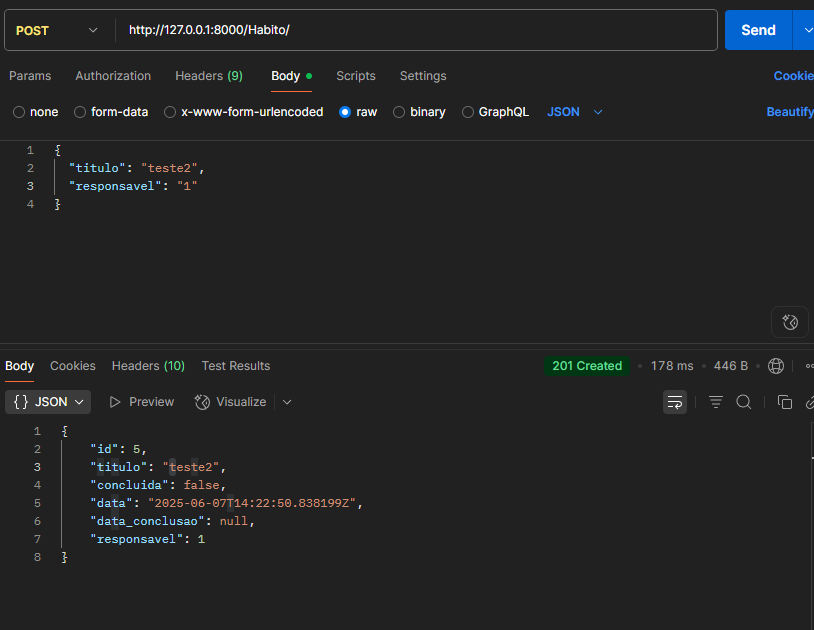 POST http://127.0.0.1:8000/Habito/ Send
Params Authorization Headers (9) Body Scripts Settings Cookie
none form-data x-www-form-urlencoded raw binary GraphQL JSON Beautify
1 {
2 "titulo": "teste2",
3 "responsavel": "1"
4 }
Body Cookies Headers (10) Test Results 201 Created 178 ms 446 B
{} JSON Preview Visualize
1 {
2 "id": 5,
3 "titulo": "teste2",
4 "concluida": false,
5 "data": "2025-06-07T14:22:50.838199Z",
6 "data_conclusao": null,
7 "responsavel": 1
8 }